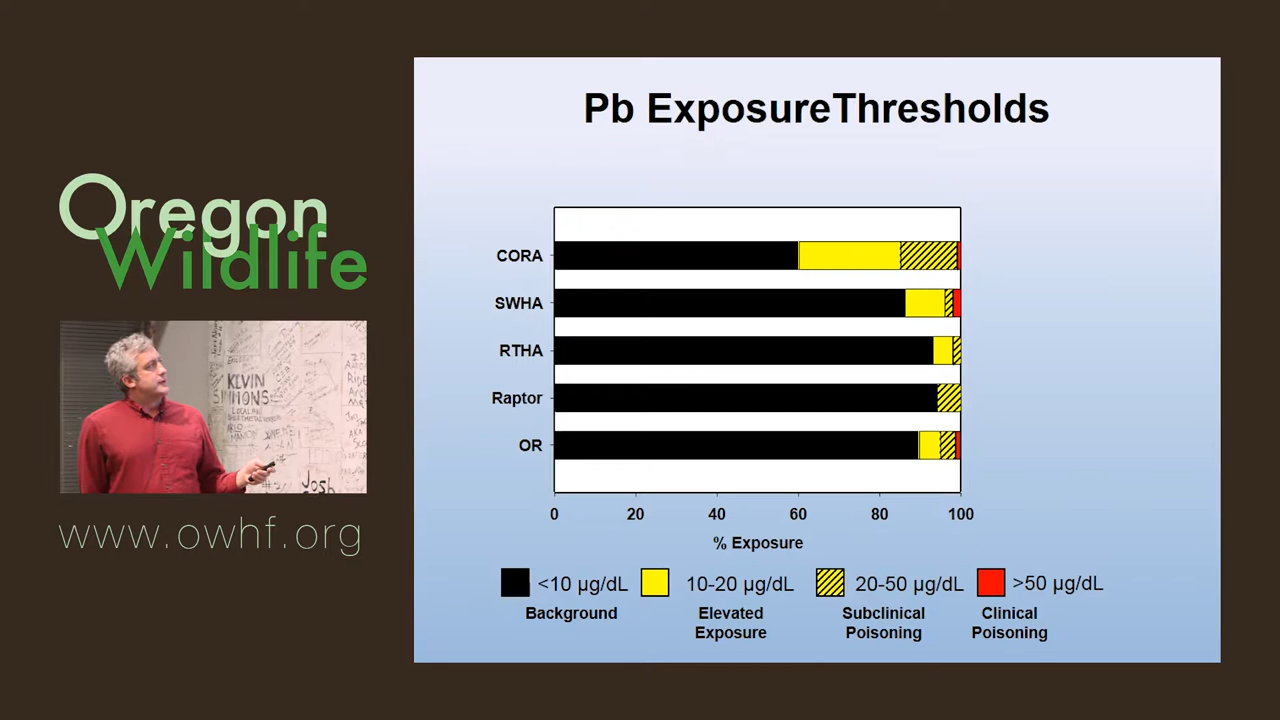 Pb ExposureThresholds
Oregon
Wildlife
KEVIN
www.owhf.org
CORA
SWHA
RTHA
Raptor
OR
0 20 40 60 80 100
% Exposure
<10 µg/dL 10-20 µg/dL 20-50 µg/dL >50 µg/dL
Background Elevated Subclinical Clinical
Exposure Poisoning Poisoning
Josh